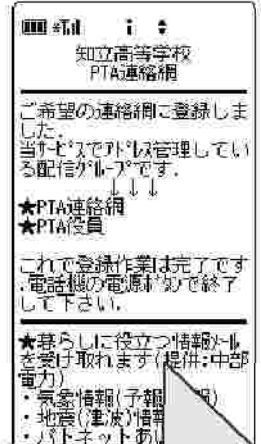 知立高等学校
PTA連絡網
ご希望の連絡網に登録しま
した.
当ｻｰﾋﾞｽでｱﾄﾞﾚｽ管理してい
る配信ｸﾞﾙｰﾌﾟです.
↓↓↓
★PTA連絡網
★PTA役員
これで登録作業は完了です
.電話機の電源ﾎﾞﾀﾝで終了
して下さい.
★暮らしに役立つ情報ﾒｰﾙ
を受け取れます(提供:中部
電力)
・気象情報(予報
・地震(津波)情報
・パトネットあい